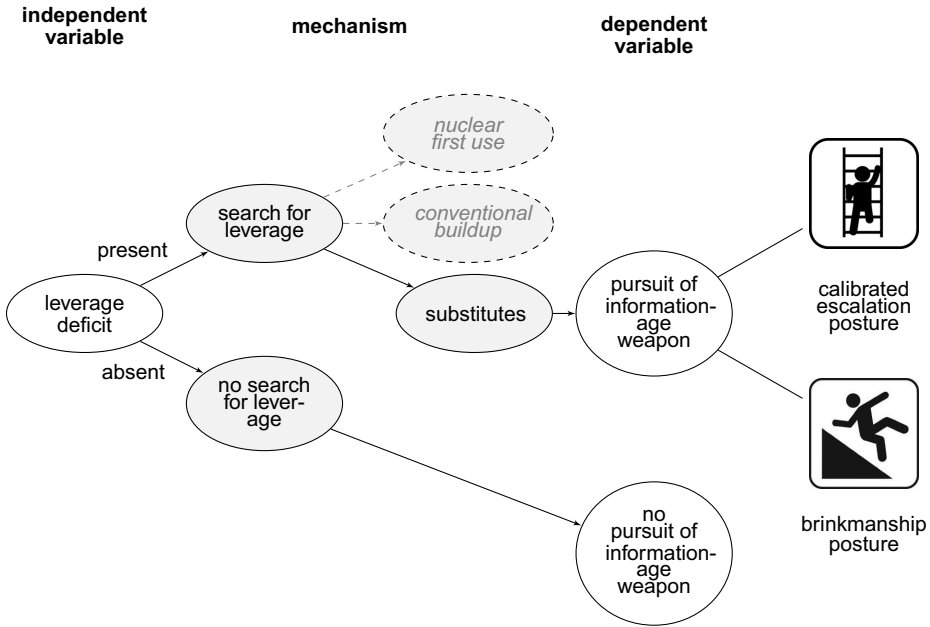 independent
variable
mechanism
dependent
variable
nuclear
first use
search for
leverage
conventional
buildup
present
leverage
deficit
substitutes
pursuit of
information-
age
weapon
calibrated
escalation
posture
absent
no search
for lever-
age
no
pursuit of
information-
age
weapon
brinkmanship
posture